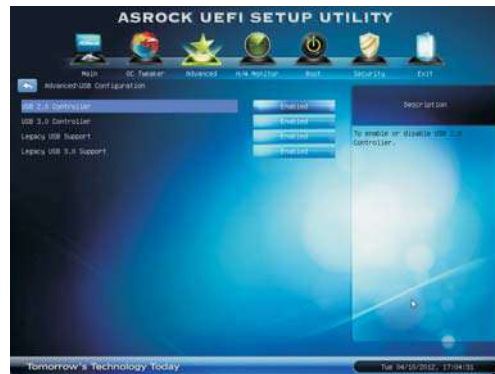 ASROCK UEFI SETUP UTILITY
Main OC Tweaker Advanced H/W Monitor Boot Security Exit
Advanced\USB Configuration
USB 2.0 Controller Enabled
USB 3.0 Controller Enabled
Legacy USB Support Enabled
Legacy USB 3.0 Support Enabled
Description
To enable or disable USB 2.0
Controller.
Tomorrow's Technology Today
Tue 04/10/2012, 17:04:31